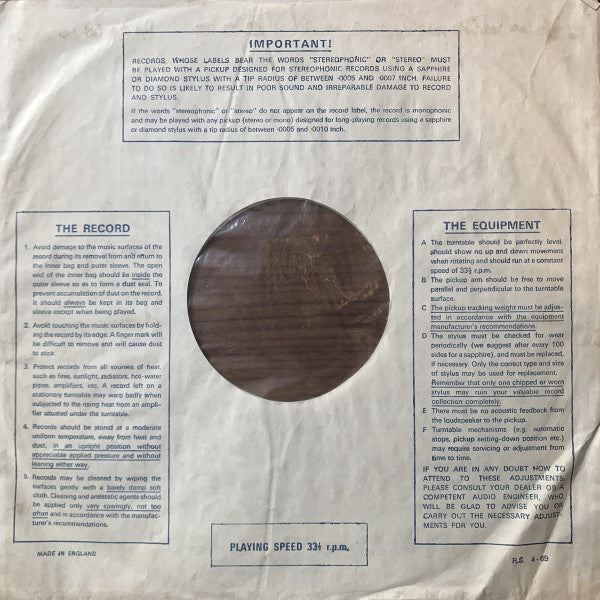 IMPORTANT!
RECORDS, WHOSE LABELS BEAR THE WORDS "STEREOPHONIC" OR "STEREO" MUST
BE PLAYED WITH A PICKUP DESIGNED FOR STEREOPHONIC RECORDS USING A SAPPHIRE
OR DIAMOND STYLUS WITH A TIP RADIUS OF BETWEEN ·0005 AND ·0007 INCH. FAILURE
TO DO SO IS LIKELY TO RESULT IN POOR SOUND AND IRREPARABLE DAMAGE TO RECORD
AND STYLUS.
If the words "stereophonic" or "stereo" do not appear on the record label, the record is monophonic
and may be played with any pickup (stereo or mono) designed for long-playing records using a sapphire
or diamond stylus with a tip radius of between ·0005 and ·0010 inch.
THE RECORD
1. Avoid damage to the music surfaces of the
record during its removal from and return to
the inner bag and outer sleeve. The open
end of the inner bag should be inside the
outer sleeve so as to form a dust seal. To
prevent accumulation of dust on the record,
it should always be kept in its bag and
sleeve except when being played.
2. Avoid touching the music surfaces by hold-
ing the record by its edge. A finger mark will
be difficult to remove and will cause dust
to stick.
3. Protect records from all sources of heat,
such as fires, sunlight, radiators, hot-water
pipes, amplifiers, etc. A record left on a
stationary turntable may warp badly when
subjected to the rising heat from an ampli-
fier situated under the turntable.
4. Records should be stored at a moderate
uniform temperature, away from heat and
dust, in an upright position without
appreciable applied pressure and without
leaning either way.
5. Records may be cleaned by wiping the
surfaces gently with a barely damp soft
cloth. Cleaning and antistatic agents should
be applied only very sparingly, not too
often and in accordance with the manufac-
turer's recommendations.
THE EQUIPMENT
A The turntable should be perfectly level,
should show no up and down movement
when rotating and should run at a constant
speed of 33⅓ r.p.m.
B The pickup arm should be free to move
parallel and perpendicular to the turntable
surface.
C The pickup tracking weight must be adjus-
ted in accordance with the equipment
manufacturer's recommendations.
D The stylus must be checked for wear
periodically (we suggest after every 100
sides for a sapphire), and must be replaced,
if necessary. Only the correct type and size
of stylus may be used for replacement.
Remember that only one chipped or worn
stylus may ruin your valuable record
collection completely.
E There must be no acoustic feedback from
the loudspeaker to the pickup.
F Turntable mechanisms (e.g. automatic
stops, pickup setting-down position etc.)
may require servicing or adjustment from
time to time.
IF YOU ARE IN ANY DOUBT HOW TO
ATTEND TO THESE ADJUSTMENTS
PLEASE CONSULT YOUR DEALER OR A
COMPETENT AUDIO ENGINEER, WHO
WILL BE GLAD TO ADVISE YOU OR
CARRY OUT THE NECESSARY ADJUST-
MENTS FOR YOU.
PLAYING SPEED 33⅓ r.p.m.
MADE IN ENGLAND
R.S. 4-69